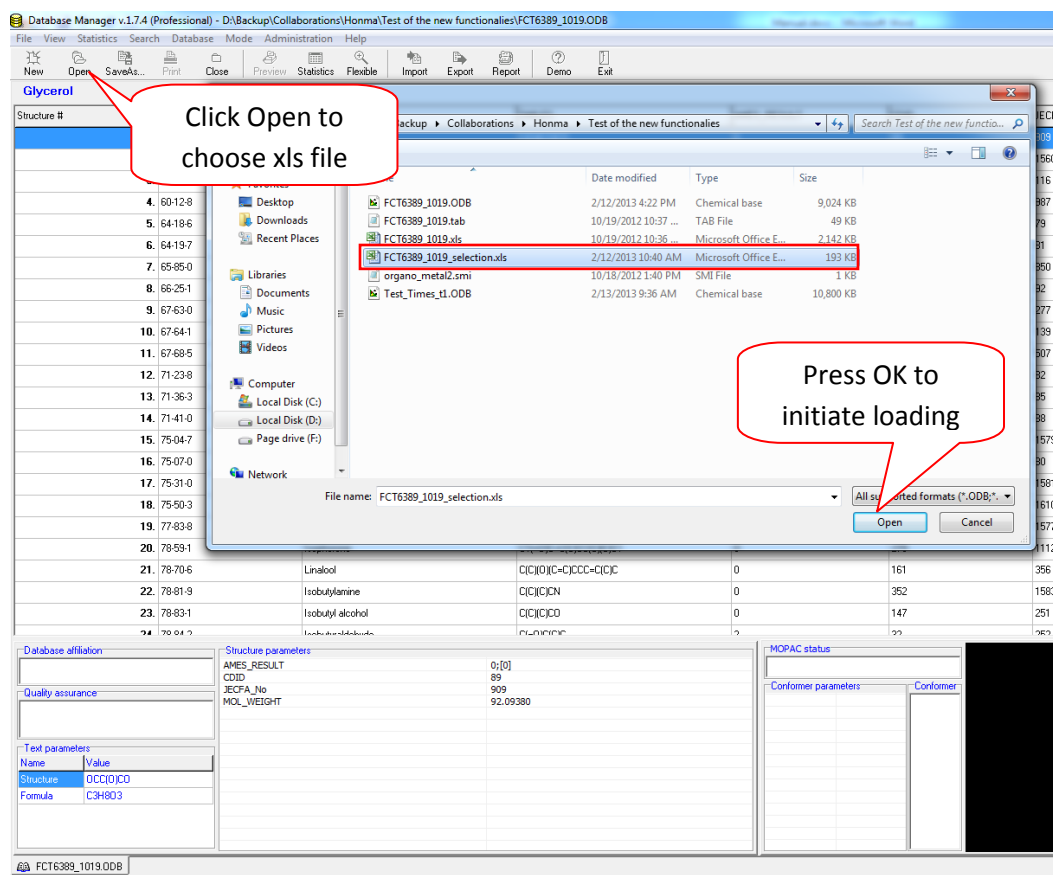 Database Manager v.1.7.4 (Professional) - D:\Backup\Collaborations\Honma\Test of the new functionalies\FCT6389_1019.ODB
File View Statistics Search Database Mode Administration Help
New Open SaveAs... Print Close Preview Statistics Flexible Import Export Report Demo Exit
Glycerol
Click Open to
choose xls file
Structure #
Backup Collaborations Honma Test of the new functionalies
Search Test of the new functio...
Date modified Type Size
Desktop
Downloads
Recent Places
Libraries
Documents
Music
Pictures
Videos
Computer
Local Disk (C:)
Local Disk (D:)
Page drive (F:)
Network
FCT6389_1019.ODB 2/12/2013 4:22 PM Chemical base 9,024 KB
FCT6389_1019.tab 10/19/2012 10:37 ... TAB File 49 KB
FCT6389_1019.xls 10/19/2012 10:36 ... Microsoft Office E... 2,142 KB
FCT6389_1019_selection.xls 2/12/2013 10:40 AM Microsoft Office E... 193 KB
organo_metal2.smi 10/18/2012 1:40 PM SMI File 1 KB
Test_Times_t1.ODB 2/13/2013 9:36 AM Chemical base 10,800 KB
Press OK to
initiate loading
File name: FCT6389_1019_selection.xls
All supported formats (*.ODB;*.
Open Cancel
4. 60-12-8
5. 64-18-6
6. 64-19-7
7. 65-85-0
8. 66-25-1
9. 67-63-0
10. 67-64-1
11. 67-68-5
12. 71-23-8
13. 71-36-3
14. 71-41-0
15. 75-04-7
16. 75-07-0
17. 75-31-0
18. 75-50-3
19. 77-83-8
20. 78-59-1
21. 78-70-6 Linalool C(C)(O)(C=C)CCC=C(C)C 0 161 356
22. 78-81-9 Isobutylamine C(C)(C)CN 0 352
23. 78-83-1 Isobutyl alcohol C(C)(C)CO 0 147 251
Database affiliation
Quality assurance
Text parameters
Name Value
Structure OCC(O)CO
Formula C3H8O3
Structure parameters
AMES_RESULT 0;[0]
CDID 89
JECFA_No 909
MOL_WEIGHT 92.09380
MOPAC status
Conformer parameters
Conformer
FCT6389_1019.ODB